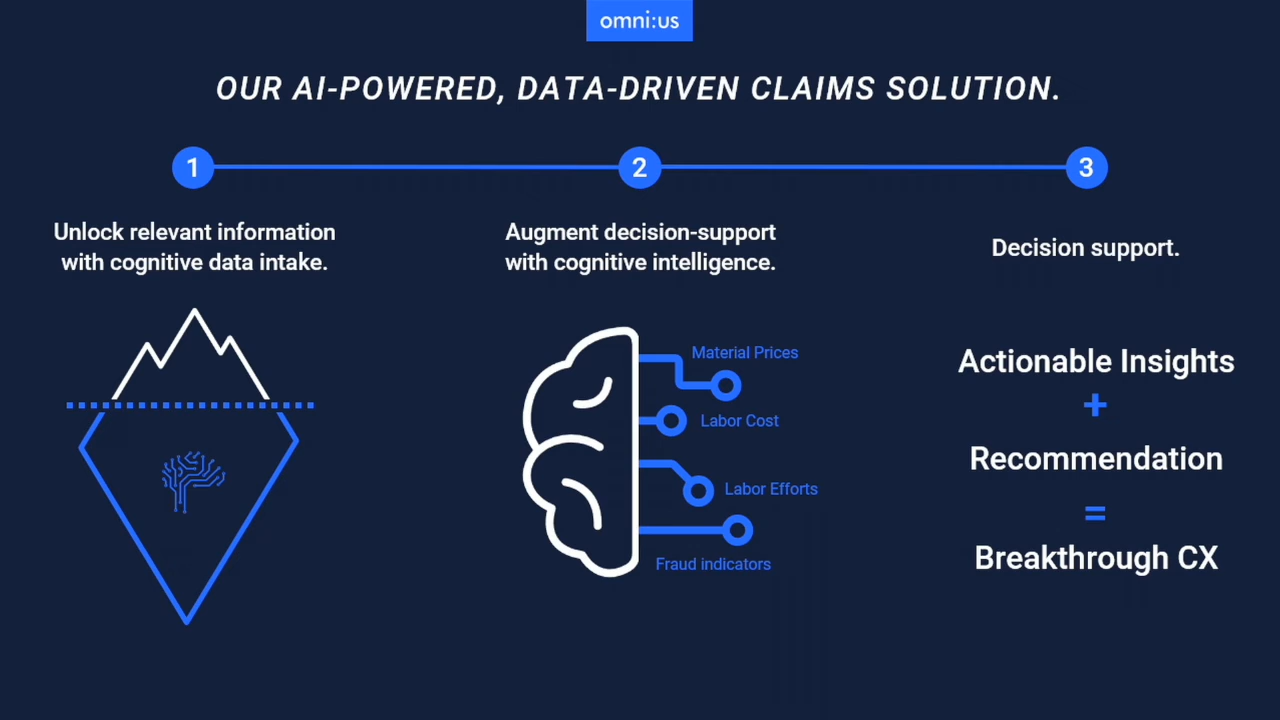 omni:us
OUR AI-POWERED, DATA-DRIVEN CLAIMS SOLUTION.
1
2
3
Unlock relevant information
with cognitive data intake.
Augment decision-support
with cognitive intelligence.
Decision support.
Material Prices
Labor Cost
Labor Efforts
Fraud indicators
Actionable Insights
+
Recommendation
=
Breakthrough CX